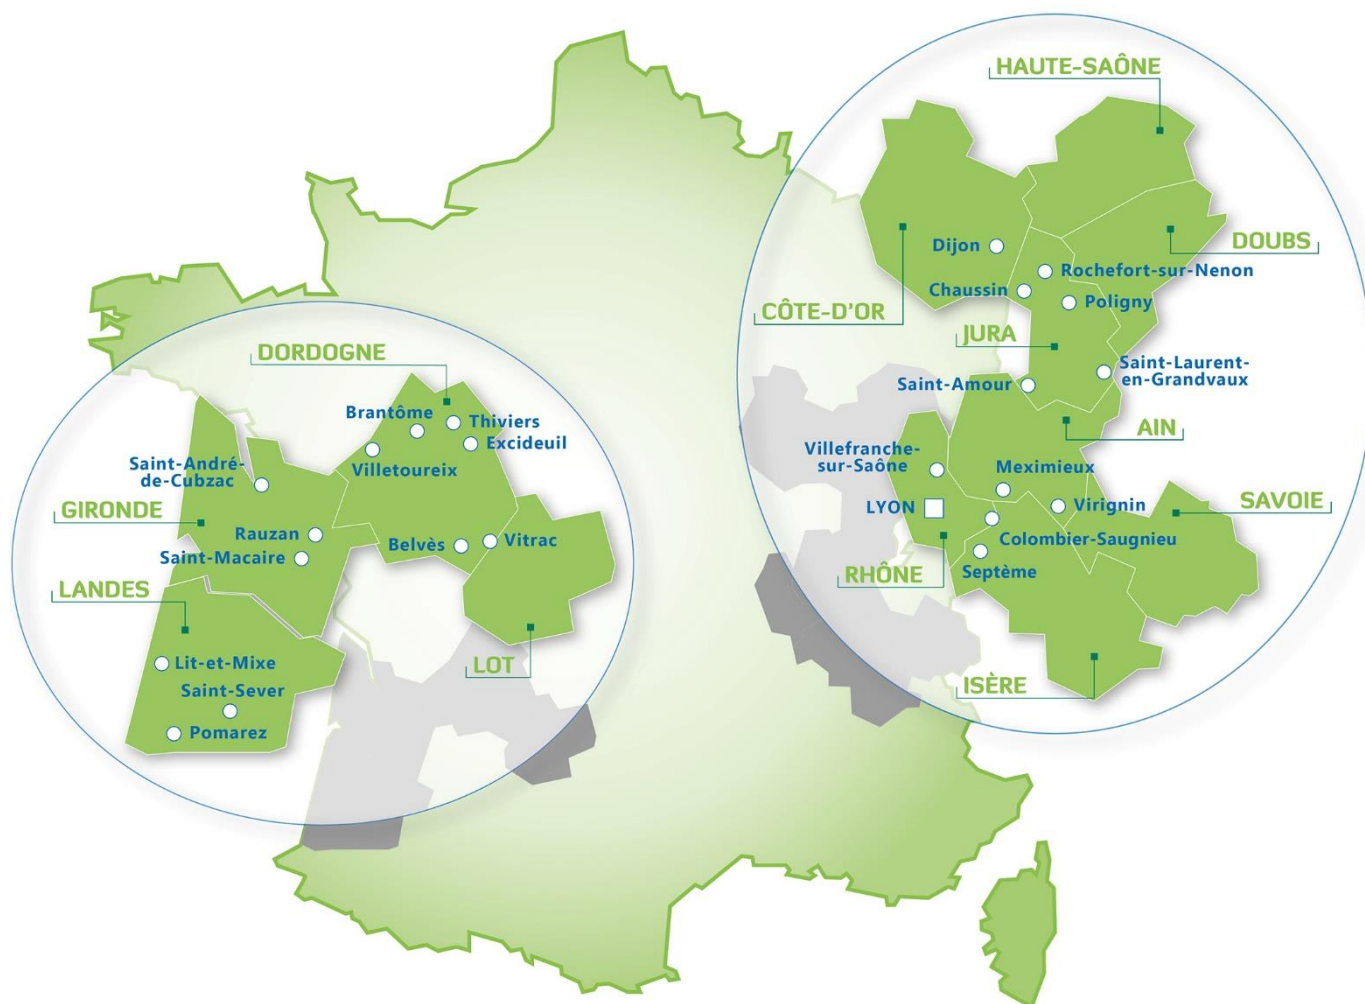 HAUTE-SAÔNE
DOUBS
Dijon
Rochefort-sur-Nenon
Chaussin
Poligny
CÔTE-D'OR
JURA
Saint-Laurent-
en-Grandvaux
Saint-Amour
AIN
Villefranche-
sur-Saône
Meximieux
LYON
Virignin
SAVOIE
Colombier-Saugnieu
RHÔNE
Septème
ISÈRE
DORDOGNE
Brantôme
Thiviers
Excideuil
Villetoureix
Saint-André-
de-Cubzac
GIRONDE
Rauzan
Belvès
Vitrac
Saint-Macaire
LANDES
Lit-et-Mixe
LOT
Saint-Sever
Pomarez